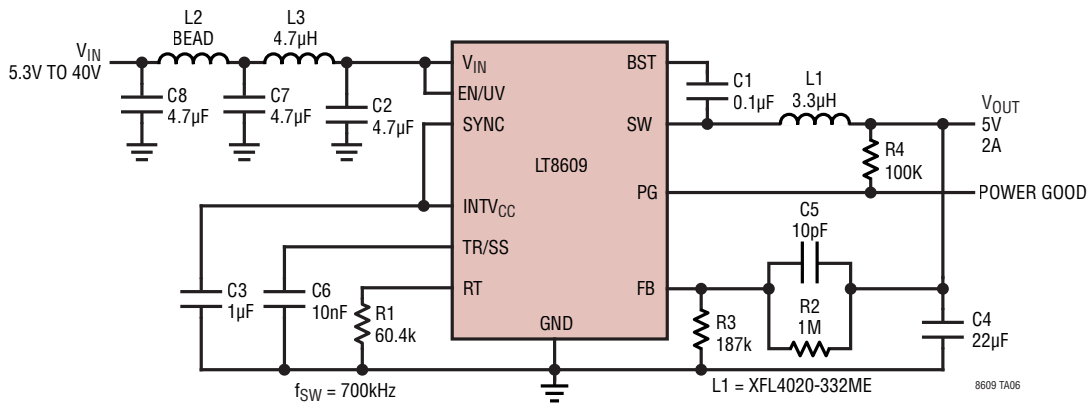 L2
BEAD
L3
4.7µH
V_IN
5.3V TO 40V
C8
4.7µF
C7
4.7µF
C2
4.7µF
V_IN
EN/UV
SYNC
INTV_CC
TR/SS
RT
LT8609
GND
BST
SW
PG
FB
C1
0.1µF
L1
3.3µH
V_OUT
5V
2A
R4
100K
POWER GOOD
C5
10pF
R2
1M
R3
187k
C4
22µF
C3
1µF
C6
10nF
R1
60.4k
f_SW = 700kHz
L1 = XFL4020-332ME
8609 TA06